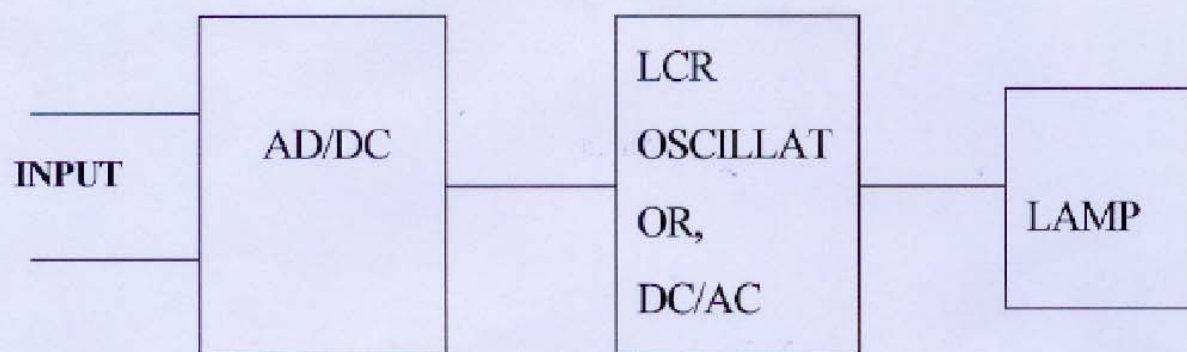 INPUT
AD/DC
LCR
OSCILLAT
OR,
DC/AC
LAMP